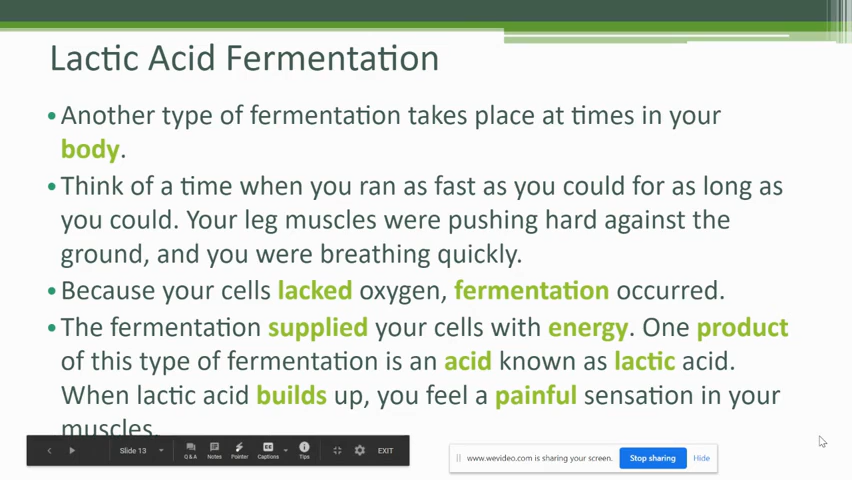 Lactic Acid Fermentation
•Another type of fermentation takes place at times in your
body.
•Think of a time when you ran as fast as you could for as long as
you could. Your leg muscles were pushing hard against the
ground, and you were breathing quickly.
•Because your cells lacked oxygen, fermentation occurred.
•The fermentation supplied your cells with energy. One product
of this type of fermentation is an acid known as lactic acid.
When lactic acid builds up, you feel a painful sensation in your
muscles.
Slide 13 Q & A Notes Pointer Captions Tips EXIT
www.wevideo.com is sharing your screen. Stop sharing Hide